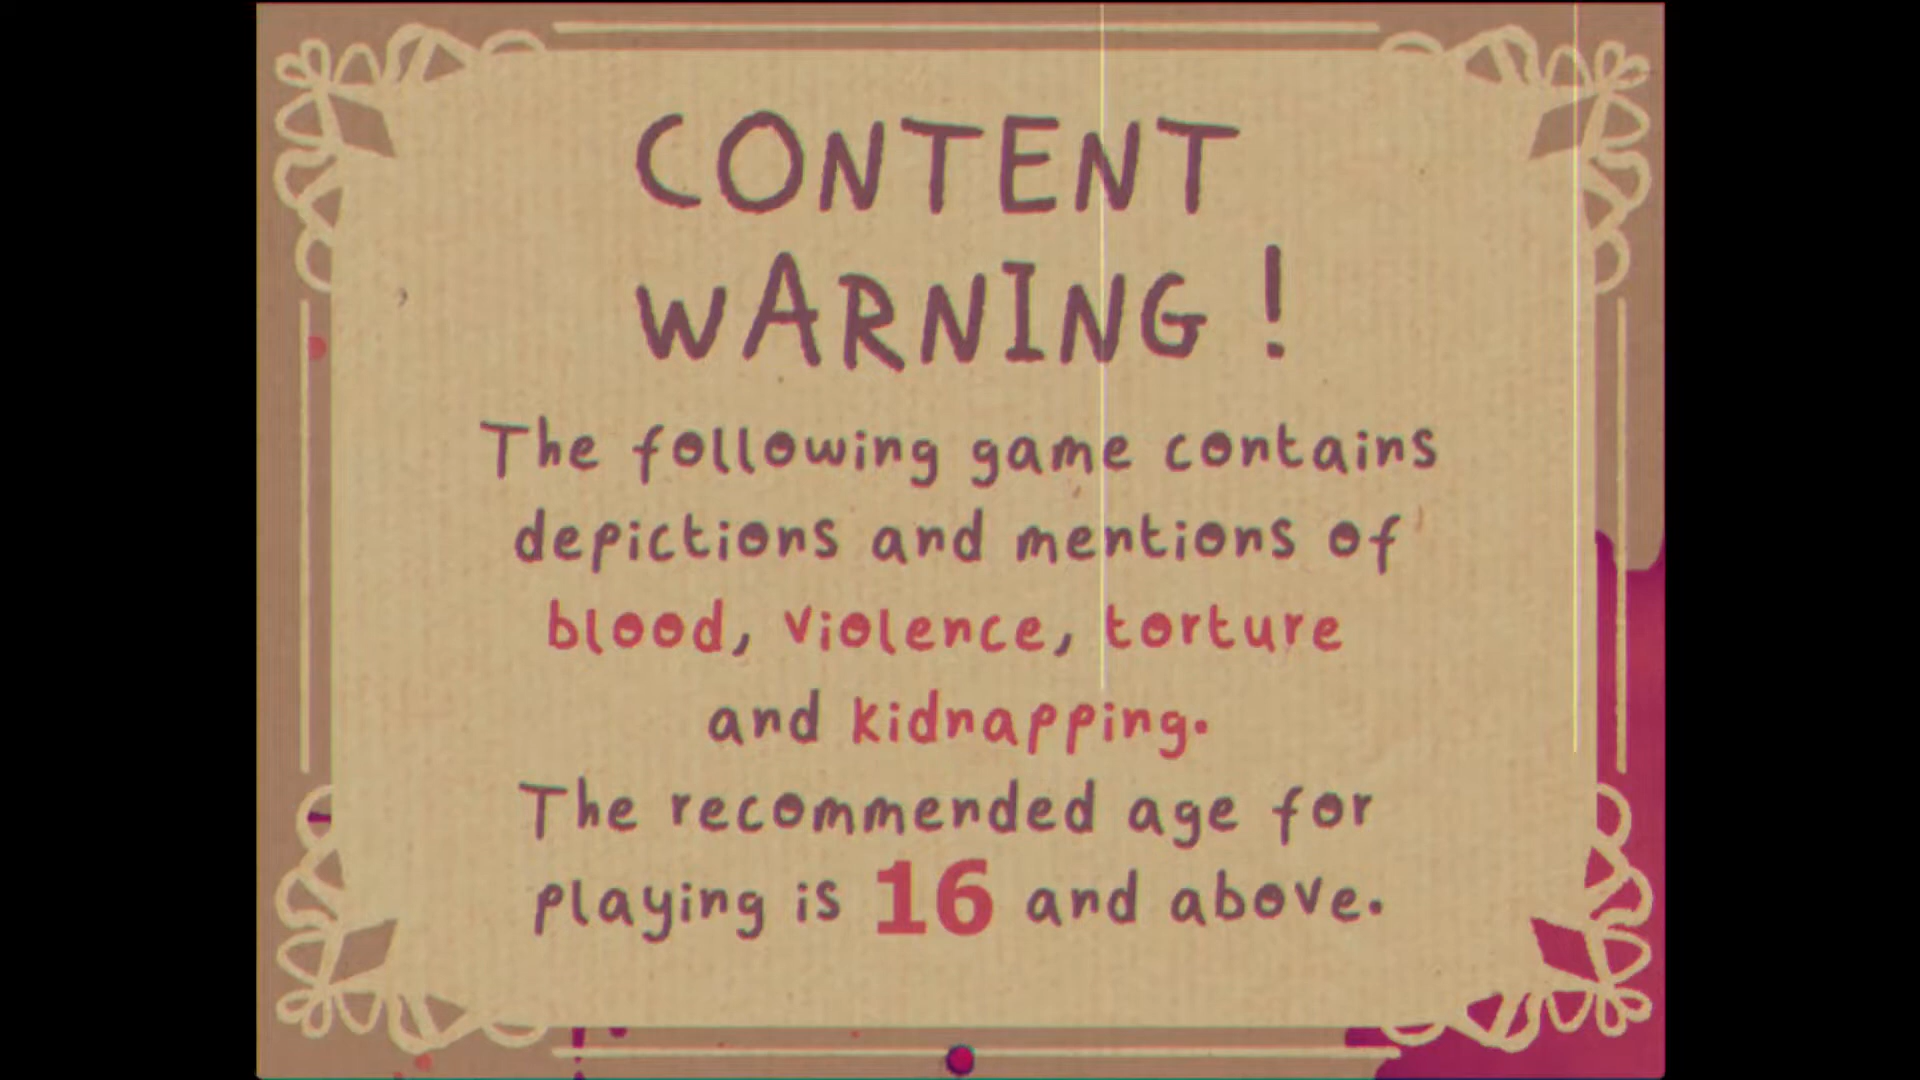 CONTENT
WARNING!
The following game contains
depictions and mentions of
blood, violence, torture
and kidnapping.
The recommended age for
playing is 16 and above.